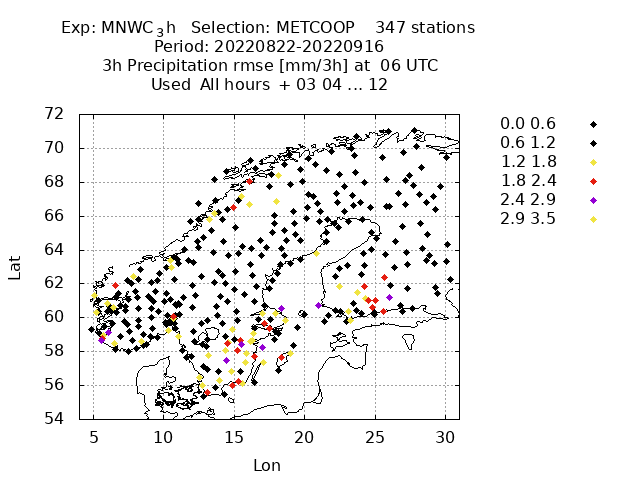 Exp: MNWC3h Selection: METCOOP 347 stations
Period: 20220822-20220916
3h Precipitation rmse [mm/3h] at 06 UTC
Used All hours + 03 04 ... 12
72
70
68
66
64
62
60
58
56
54
Lat
5 10 15 20 25 30
Lon
0.0 0.6
0.6 1.2
1.2 1.8
1.8 2.4
2.4 2.9
2.9 3.5